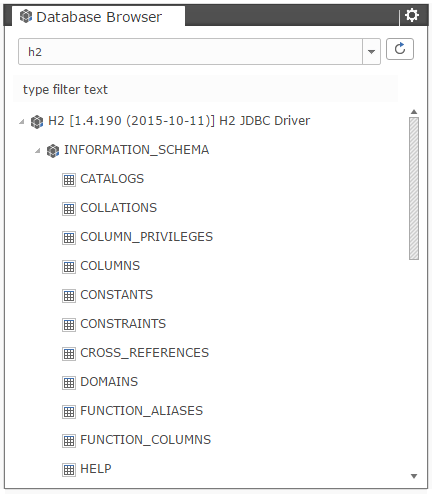 Database Browser
h2
type filter text
H2 [1.4.190 (2015-10-11)] H2 JDBC Driver
INFORMATION_SCHEMA
CATALOGS
COLLATIONS
COLUMN_PRIVILEGES
COLUMNS
CONSTANTS
CONSTRAINTS
CROSS_REFERENCES
DOMAINS
FUNCTION_ALIASES
FUNCTION_COLUMNS
HELP